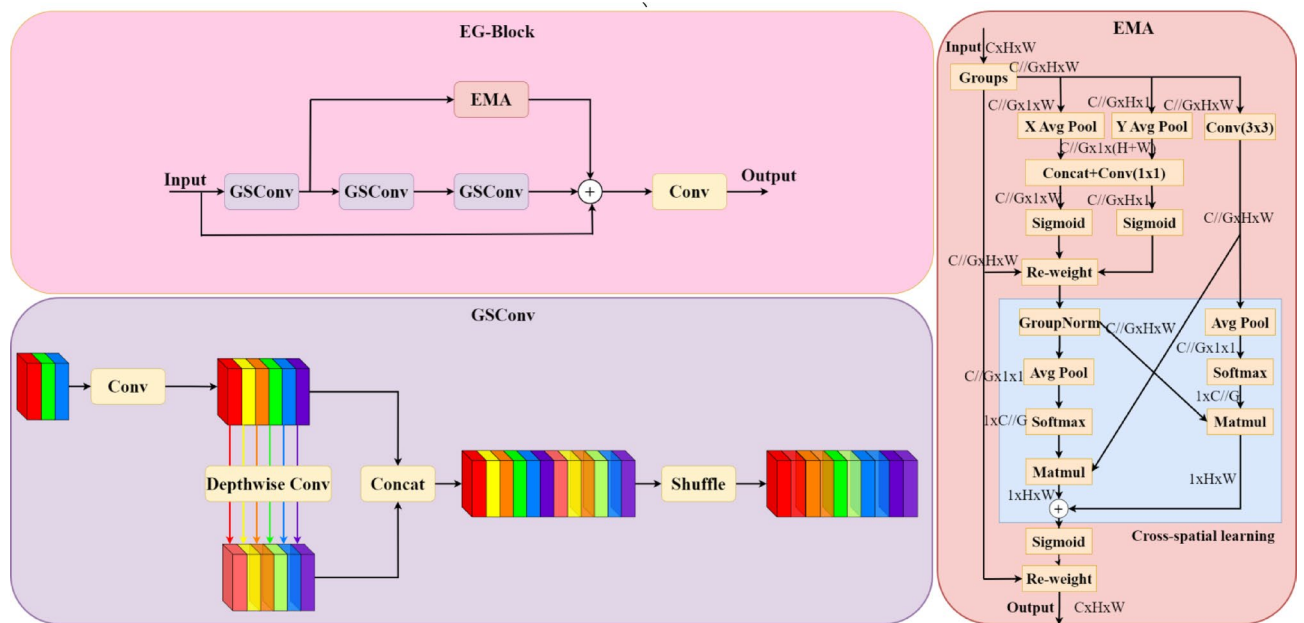 、
EG-Block
EMA
Input
GSConv
GSConv
GSConv
+
Conv
Output
GSConv
Conv
Depthwise Conv
Concat
Shuffle
EMA
Input CxHxW
Groups
C//GxHxW
C//Gx1xW
C//GxHx1
C//GxHxW
X Avg Pool
Y Avg Pool
Conv(3x3)
C//Gx1x(H+W)
Concat+Conv(1x1)
C//Gx1xW
C//GxHx1
C//GxHxW
Sigmoid
Sigmoid
C//GxHxW
Re-weight
GroupNorm
C//GxHxW
Avg Pool
C//Gx1x1
Avg Pool
C//Gx1x1
Softmax
1xC//G
1xC//G
Softmax
Matmul
Matmul
1xHxW
1xHxW
+
Cross-spatial learning
Sigmoid
Re-weight
Output CxHxW